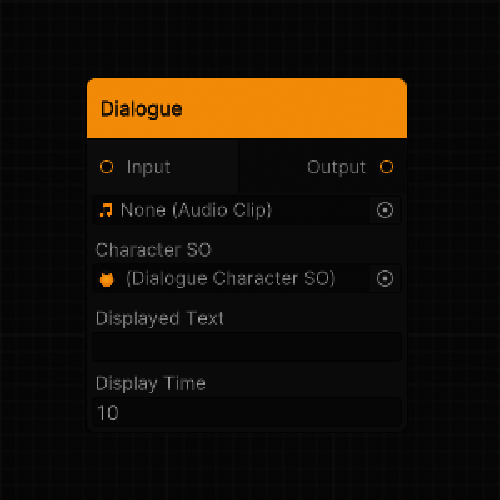 Dialogue
Input Output
None (Audio Clip)
Character SO
(Dialogue Character SO)
Displayed Text
Display Time
10